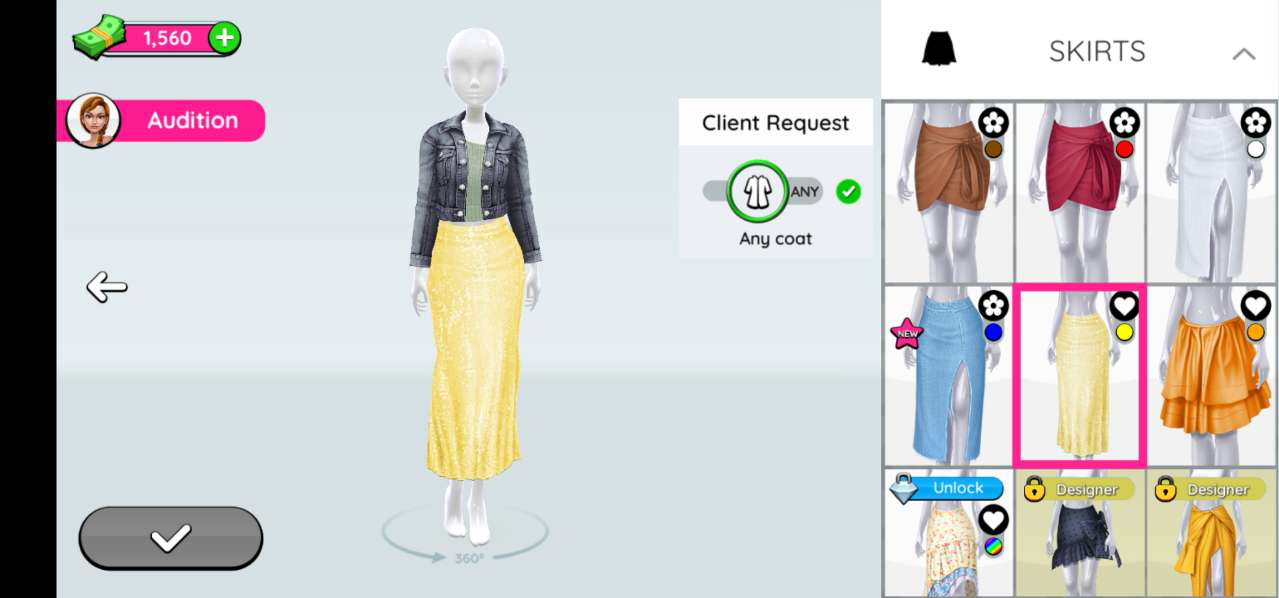 1,560
Audition
Client Request
ANY
Any coat
360°
SKIRTS
NEW
Unlock
Designer
Designer